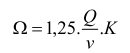 Ω = 1,25.Q/v.K